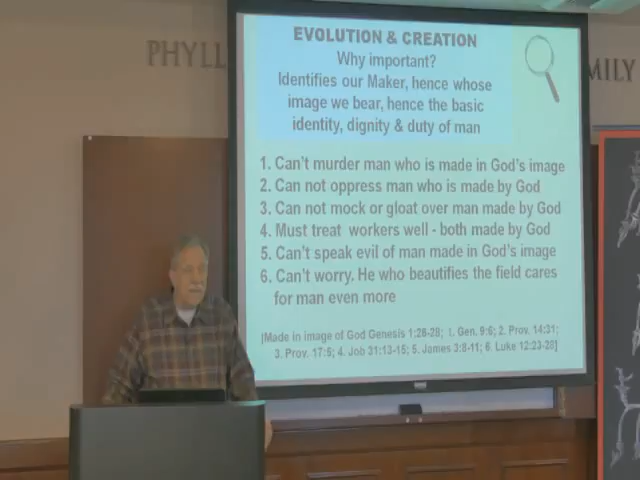 PHYLL
MILY
EVOLUTION & CREATION
Why important?
Identifies our Maker, hence whose
image we bear, hence the basic
identity, dignity & duty of man
1. Can't murder man who is made in God's image
2. Can not oppress man who is made by God
3. Can not mock or gloat over man made by God
4. Must treat workers well - both made by God
5. Can't speak evil of man made in God's image
6. Can't worry. He who beautifies the field cares
for man even more
[Made in image of God Genesis 1:26-28; 1. Gen. 9:6; 2. Prov. 14:31;
3. Prov. 17:5; 4. Job 31:13-15; 5. James 3:8-11; 6. Luke 12:23-28]